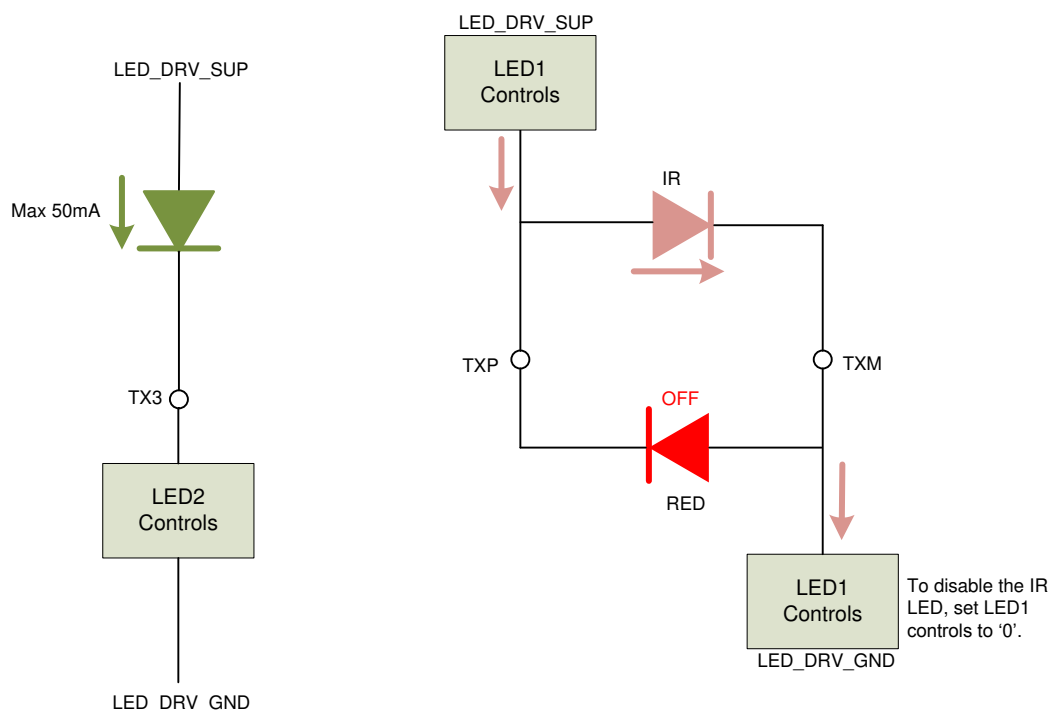 LED_DRV_SUP
Max 50mA
TX3
LED2
Controls
LED_DRV_GND
LED_DRV_SUP
LED1
Controls
IR
TXP
TXM
OFF
RED
LED1
Controls
LED_DRV_GND
To disable the IR
LED, set LED1
controls to ‘0’.